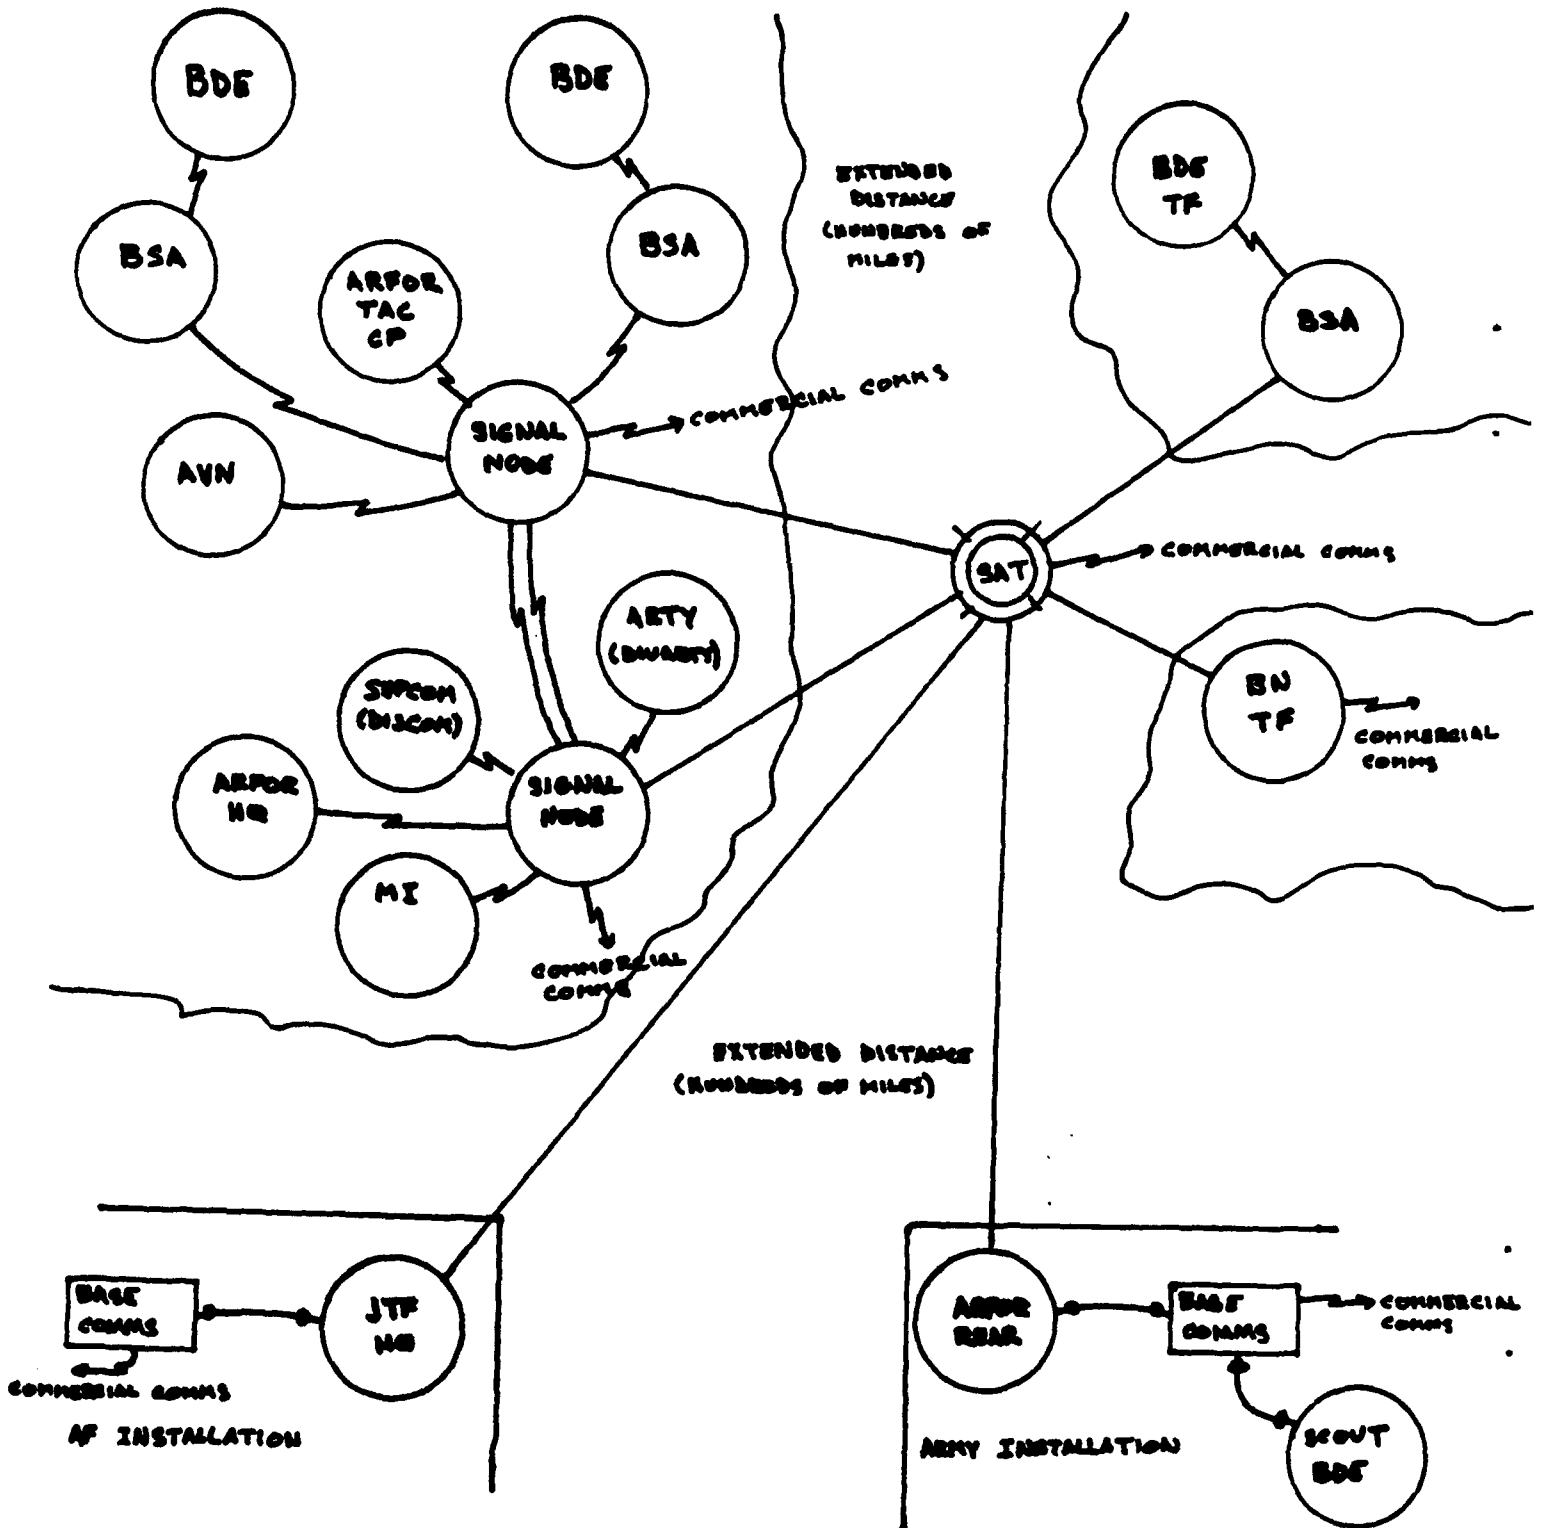 BDE
BDE
BSA
BSA
ARFOR
TAC
CP
EXTENDED
DISTANCE
(HUNDREDS OF
MILES)
BDE
TF
BSA
COMMERCIAL COMMS
SIGNAL
NODE
AVN
SAT
COMMERCIAL COMMS
ARTY
(DIVARTY)
SUPCOM
(DISCOM)
BN
TF
COMMERCIAL
COMMS
ARFOR
HQ
SIGNAL
NODE
MI
COMMERCIAL
COMMS
EXTENDED DISTANCE
(HUNDREDS OF MILES)
BASE
COMMS
JTF
HQ
COMMERCIAL COMMS
AF INSTALLATION
ARFOR
REAR
BASE
COMMS
COMMERCIAL
COMMS
ARMY INSTALLATION
SCOUT
BDE